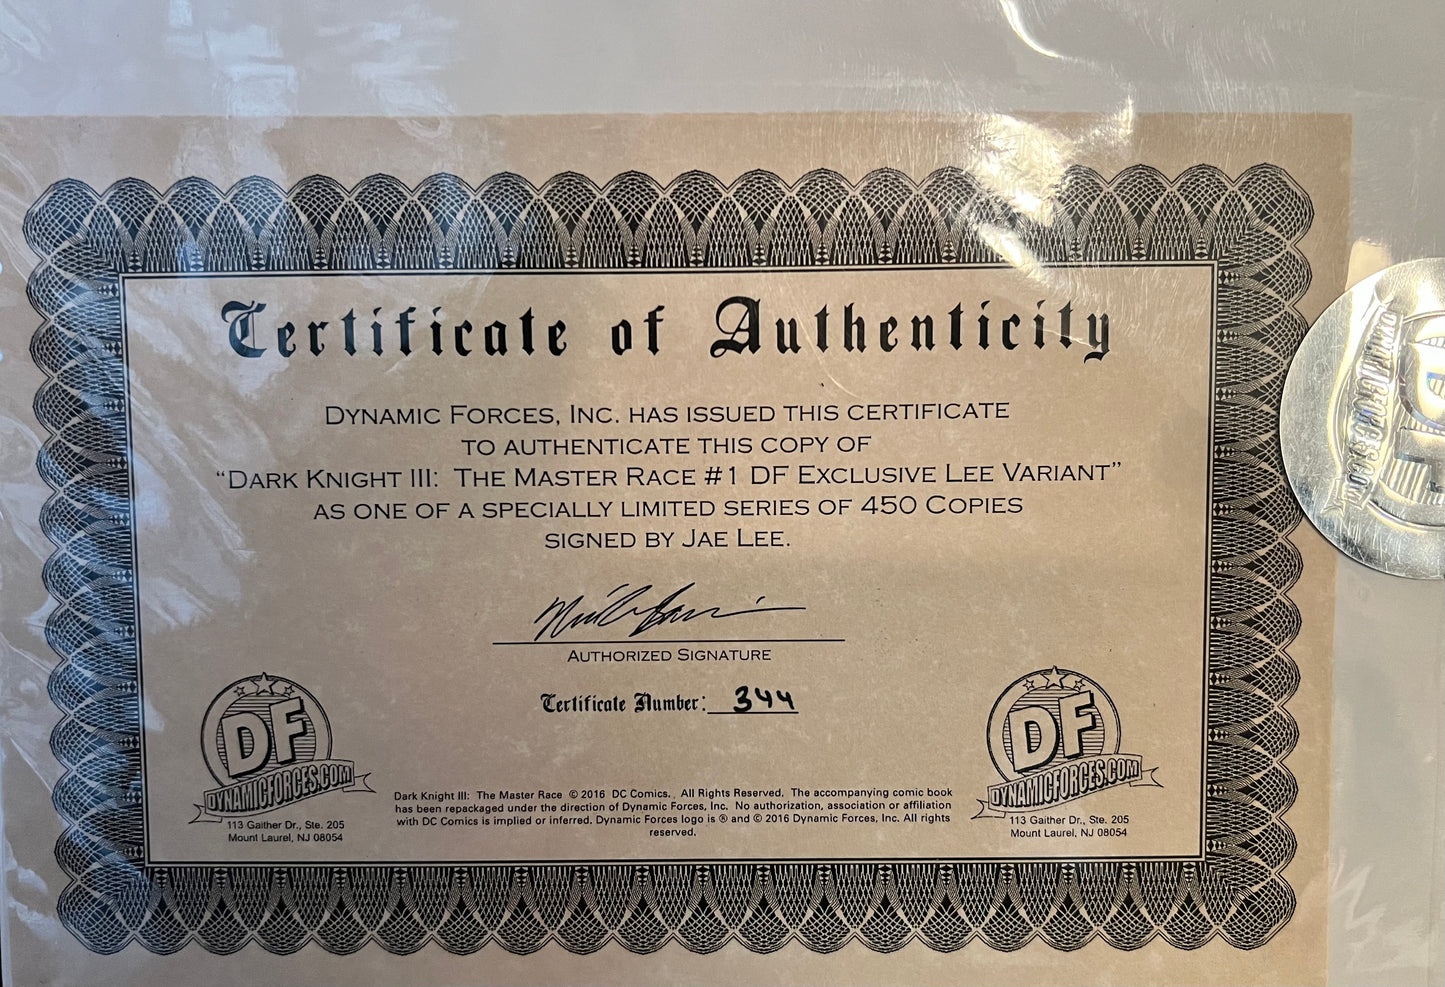 Certificate of Authenticity
DYNAMIC FORCES, INC. HAS ISSUED THIS CERTIFICATE
TO AUTHENTICATE THIS COPY OF
“DARK KNIGHT III: THE MASTER RACE #1 DF EXCLUSIVE LEE VARIANT”
AS ONE OF A SPECIALLY LIMITED SERIES OF 450 COPIES
SIGNED BY JAE LEE.
AUTHORIZED SIGNATURE
Certificate Number: 344
DF
DYNAMICFORCES.COM
113 Gaither Dr., Ste. 205
Mount Laurel, NJ 08054
Dark Knight III: The Master Race © 2016 DC Comics. All Rights Reserved. The accompanying comic book
has been repackaged under the direction of Dynamic Forces, Inc. No authorization, association or affiliation
with DC Comics is implied or inferred. Dynamic Forces logo is ® and © 2016 Dynamic Forces, Inc. All rights
reserved.
DF
DYNAMICFORCES.COM
113 Gaither Dr., Ste. 205
Mount Laurel, NJ 08054